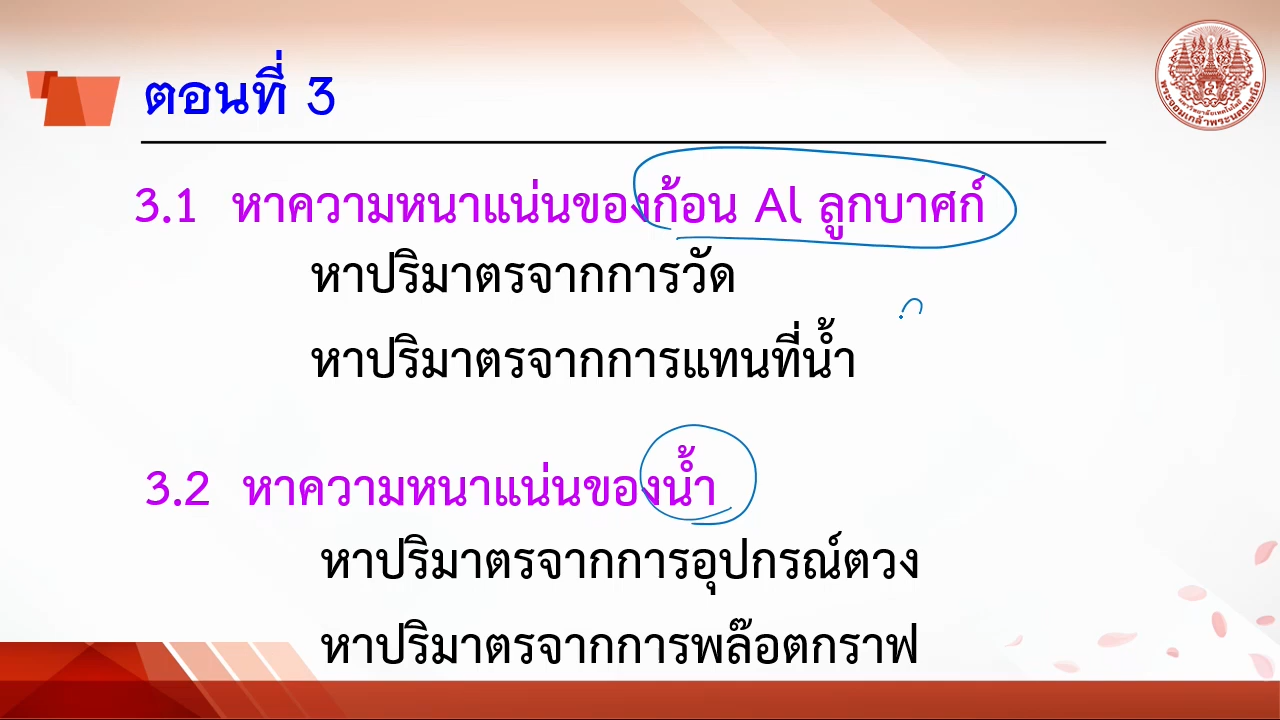 ตอนที่ 3
3.1 หาความหนาแน่นของก้อน Al ลูกบาศก์
หาปริมาตรจากการวัด
หาปริมาตรจากการแทนที่น้ำ
3.2 หาความหนาแน่นของน้ำ
หาปริมาตรจากการอุปกรณ์ตวง
หาปริมาตรจากการพล๊อตกราฟ